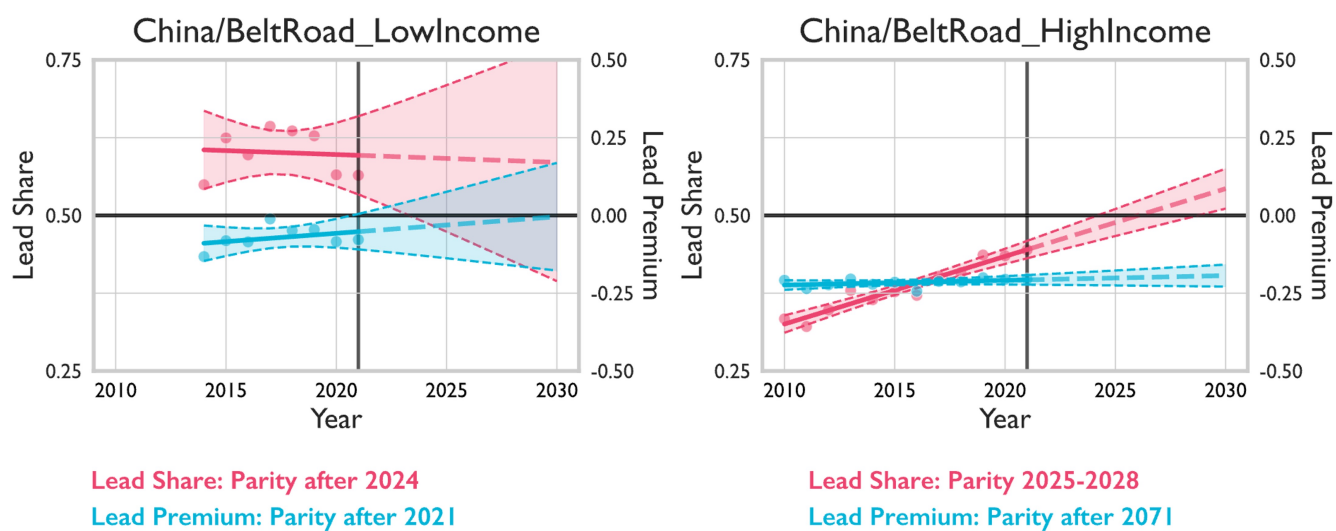 China/BeltRoad_LowIncome
0.75
0.50
0.25
Lead Share
0.50
0.25
0.00
-0.25
-0.50
Lead Premium
2010 2015 2020 2025 2030
Year
Lead Share: Parity after 2024
Lead Premium: Parity after 2021
China/BeltRoad_HighIncome
0.75
0.50
0.25
Lead Share
0.50
0.25
0.00
-0.25
-0.50
Lead Premium
2010 2015 2020 2025 2030
Year
Lead Share: Parity 2025-2028
Lead Premium: Parity after 2071